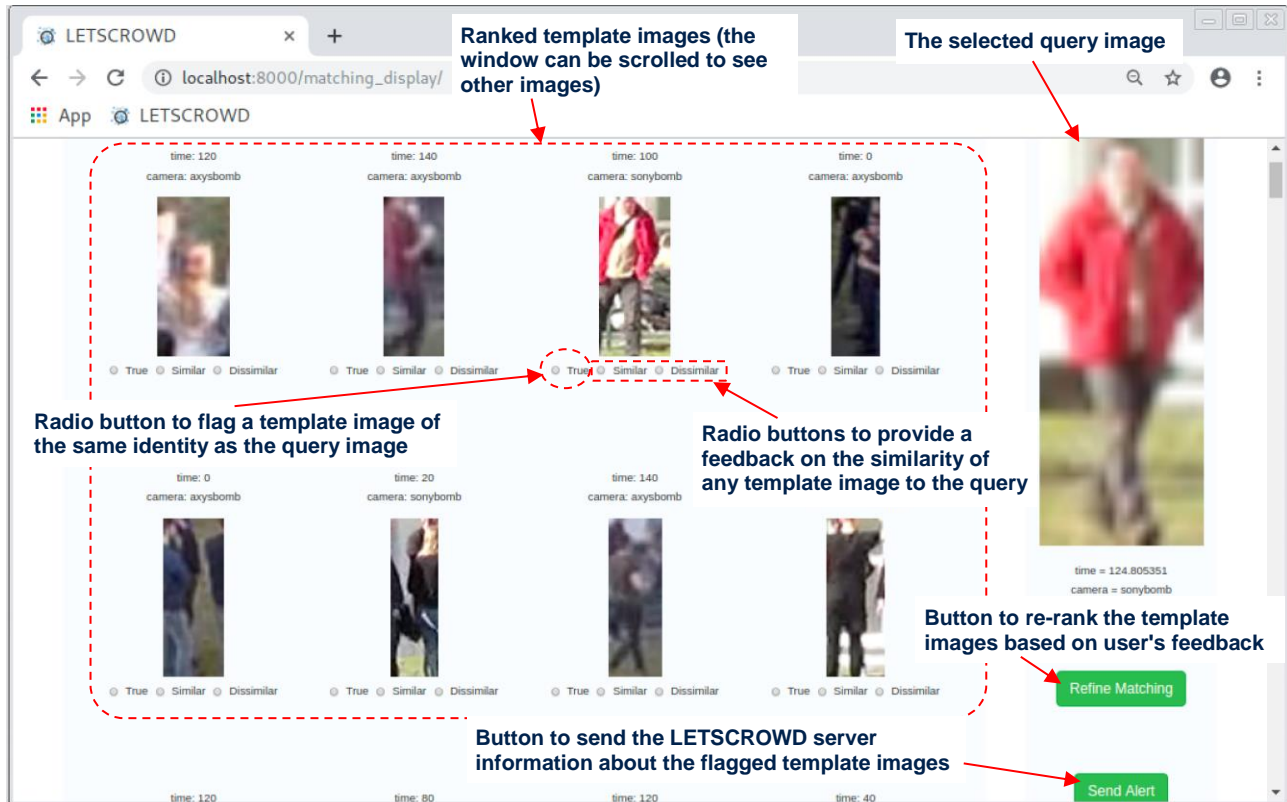 LETSCROWD
localhost:8000/matching_display/
App LETSCROWD
Ranked template images (the
window can be scrolled to see
other images)
The selected query image
time: 120
camera: axysbomb
time: 140
camera: axysbomb
time: 100
camera: sonybomb
time: 0
camera: axysbomb
True Similar Dissimilar
True Similar Dissimilar
True Similar Dissimilar
True Similar Dissimilar
Radio button to flag a template image of
the same identity as the query image
Radio buttons to provide a
feedback on the similarity of
any template image to the query
time: 0
camera: axysbomb
time: 20
camera: sonybomb
time: 140
camera: axysbomb
True Similar Dissimilar
True Similar Dissimilar
True Similar Dissimilar
True Similar Dissimilar
time = 124.805351
camera = sonybomb
Button to re-rank the template
images based on user's feedback
Refine Matching
Button to send the LETSCROWD server
information about the flagged template images
Send Alert
time: 120
time: 80
time: 120
time: 40